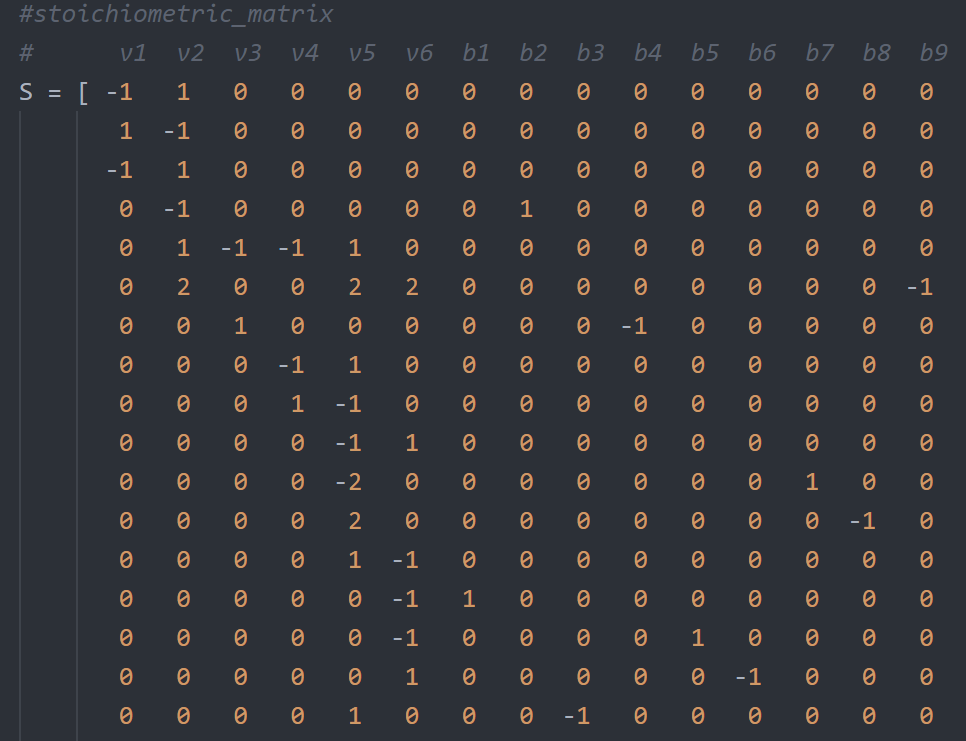 #stoichiometric_matrix
# v1 v2 v3 v4 v5 v6 b1 b2 b3 b4 b5 b6 b7 b8 b9
S = [ -1 1 0 0 0 0 0 0 0 0 0 0 0 0 0
1 -1 0 0 0 0 0 0 0 0 0 0 0 0 0
-1 1 0 0 0 0 0 0 0 0 0 0 0 0 0
0 -1 0 0 0 0 0 1 0 0 0 0 0 0 0
0 1 -1 -1 1 0 0 0 0 0 0 0 0 0 0
0 2 0 0 2 2 0 0 0 0 0 0 0 0 -1
0 0 1 0 0 0 0 0 0 -1 0 0 0 0 0
0 0 0 -1 1 0 0 0 0 0 0 0 0 0 0
0 0 0 1 -1 0 0 0 0 0 0 0 0 0 0
0 0 0 0 -1 1 0 0 0 0 0 0 0 0 0
0 0 0 0 -2 0 0 0 0 0 0 0 1 0 0
0 0 0 0 2 0 0 0 0 0 0 0 0 -1 0
0 0 0 0 1 -1 0 0 0 0 0 0 0 0 0
0 0 0 0 0 -1 1 0 0 0 0 0 0 0 0
0 0 0 0 0 -1 0 0 0 0 1 0 0 0 0
0 0 0 0 0 1 0 0 0 0 0 -1 0 0 0
0 0 0 0 1 0 0 0 -1 0 0 0 0 0 0